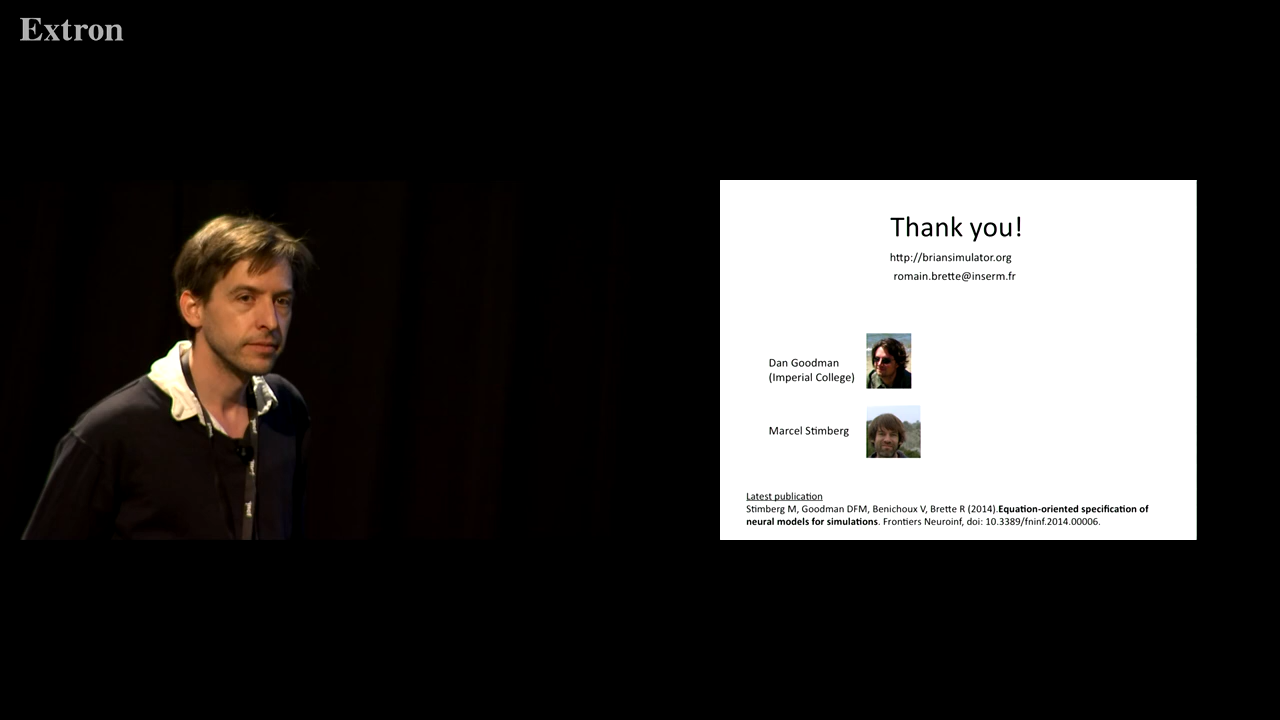 Extron
Thank you!
http://briansimulator.org
romain.brette@inserm.fr
Dan Goodman
(Imperial College)
Marcel Stimberg
Latest publication
Stimberg M, Goodman DFM, Benichoux V, Brette R (2014).Equation-oriented specification of
neural models for simulations. Frontiers Neuroinf, doi: 10.3389/fninf.2014.00006.